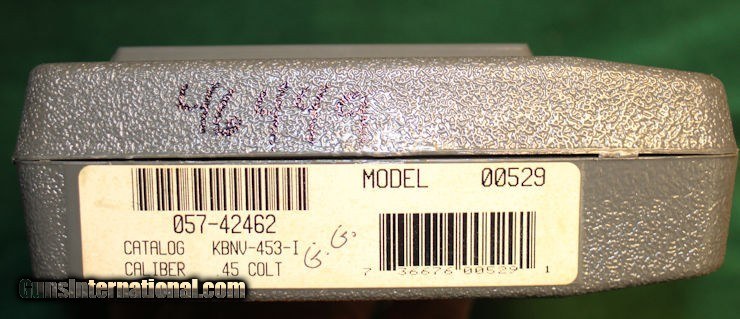 MODEL 00529
057-42462
CATALOG KBNV-453-I
CALIBER 45 COLT
7 36676 00529 1
GunsInternational.com